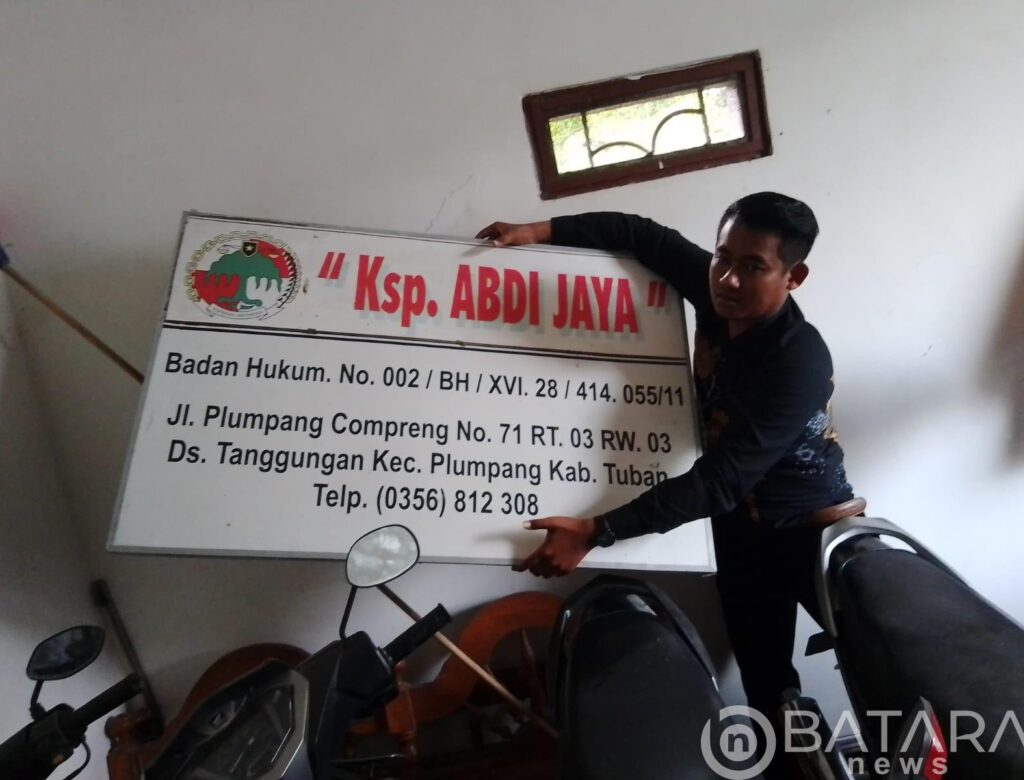 " Ksp. ABDI JAYA "
Badan Hukum. No. 002 / BH / XVI. 28 / 414. 055/11
Jl. Plumpang Compreng No. 71 RT. 03 RW. 03
Ds. Tanggungan Kec. Plumpang Kab. Tuban
Telp. (0356) 812 308
n BATARA
news